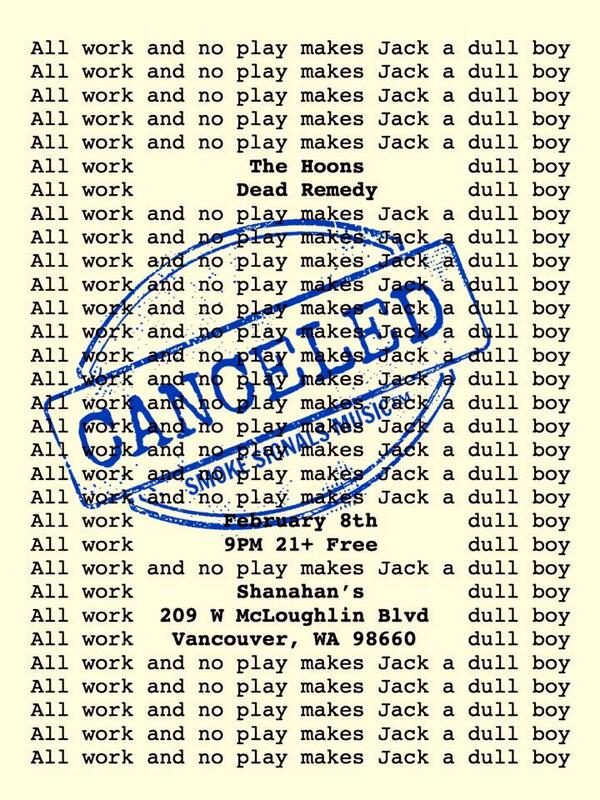 All work and no play makes Jack a dull boy
All work and no play makes Jack a dull boy
All work and no play makes Jack a dull boy
All work and no play makes Jack a dull boy
All work and no play makes Jack a dull boy
All work The Hoons dull boy
All work Dead Remedy dull boy
All work and no play makes Jack a dull boy
All work and no play makes Jack a dull boy
All work and no play makes Jack a dull boy
All work and no play makes Jack a dull boy
All work and no play makes Jack a dull boy
All work and no play makes Jack a dull boy
All work and no play makes Jack a dull boy
All work and no play makes Jack a dull boy
All work and no play makes Jack a dull boy
All work and no play makes Jack a dull boy
All work and no play makes Jack a dull boy
All work and no play makes Jack a dull boy
All work and no play makes Jack a dull boy
CANCELED
SMOKE SIGNALS MUSIC™
All work February 8th dull boy
All work 9PM 21+ Free dull boy
All work and no play makes Jack a dull boy
All work Shanahan's dull boy
All work 209 W McLoughlin Blvd dull boy
All work Vancouver, WA 98660 dull boy
All work and no play makes Jack a dull boy
All work and no play makes Jack a dull boy
All work and no play makes Jack a dull boy
All work and no play makes Jack a dull boy
All work and no play makes Jack a dull boy